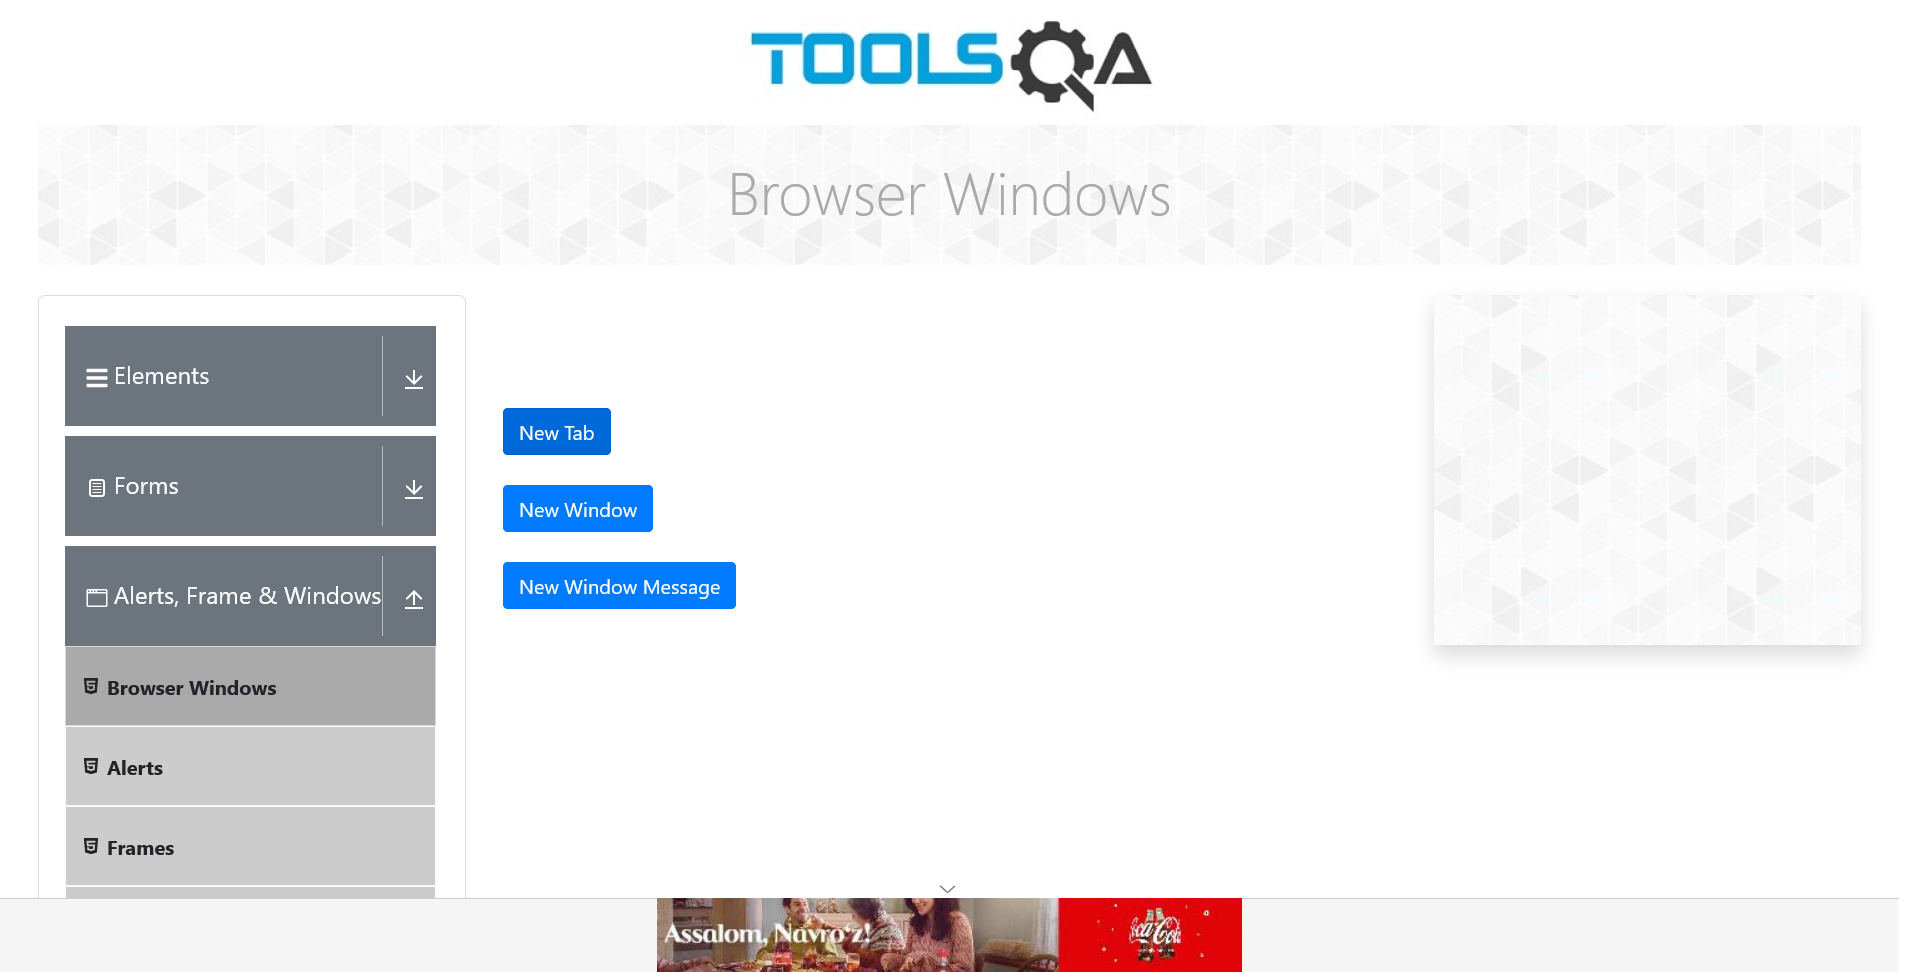 TOOLSQA
Browser Windows
Elements
Forms
Alerts, Frame & Windows
Browser Windows
Alerts
Frames
New Tab
New Window
New Window Message
Assalom, Navro‘z!
Coca-Cola